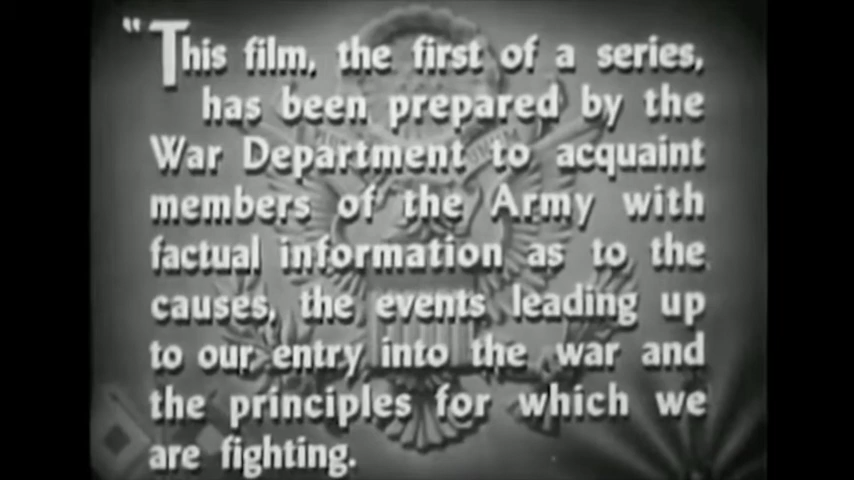 "This film, the first of a series,
has been prepared by the
War Department to acquaint
members of the Army with
factual information as to the
causes, the events leading up
to our entry into the war and
the principles for which we
are fighting.